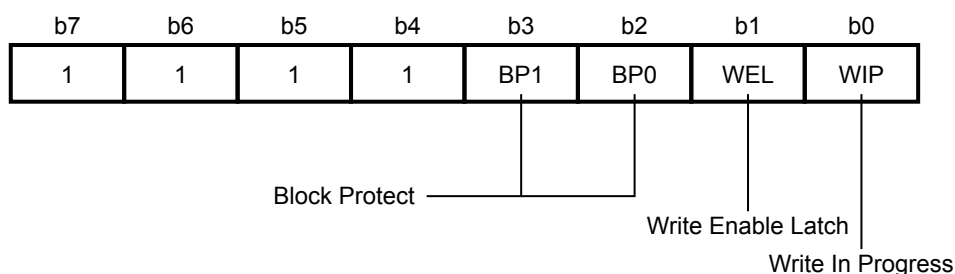 b7 b6 b5 b4 b3 b2 b1 b0
1 1 1 1 BP1 BP0 WEL WIP
Block Protect
Write Enable Latch
Write In Progress